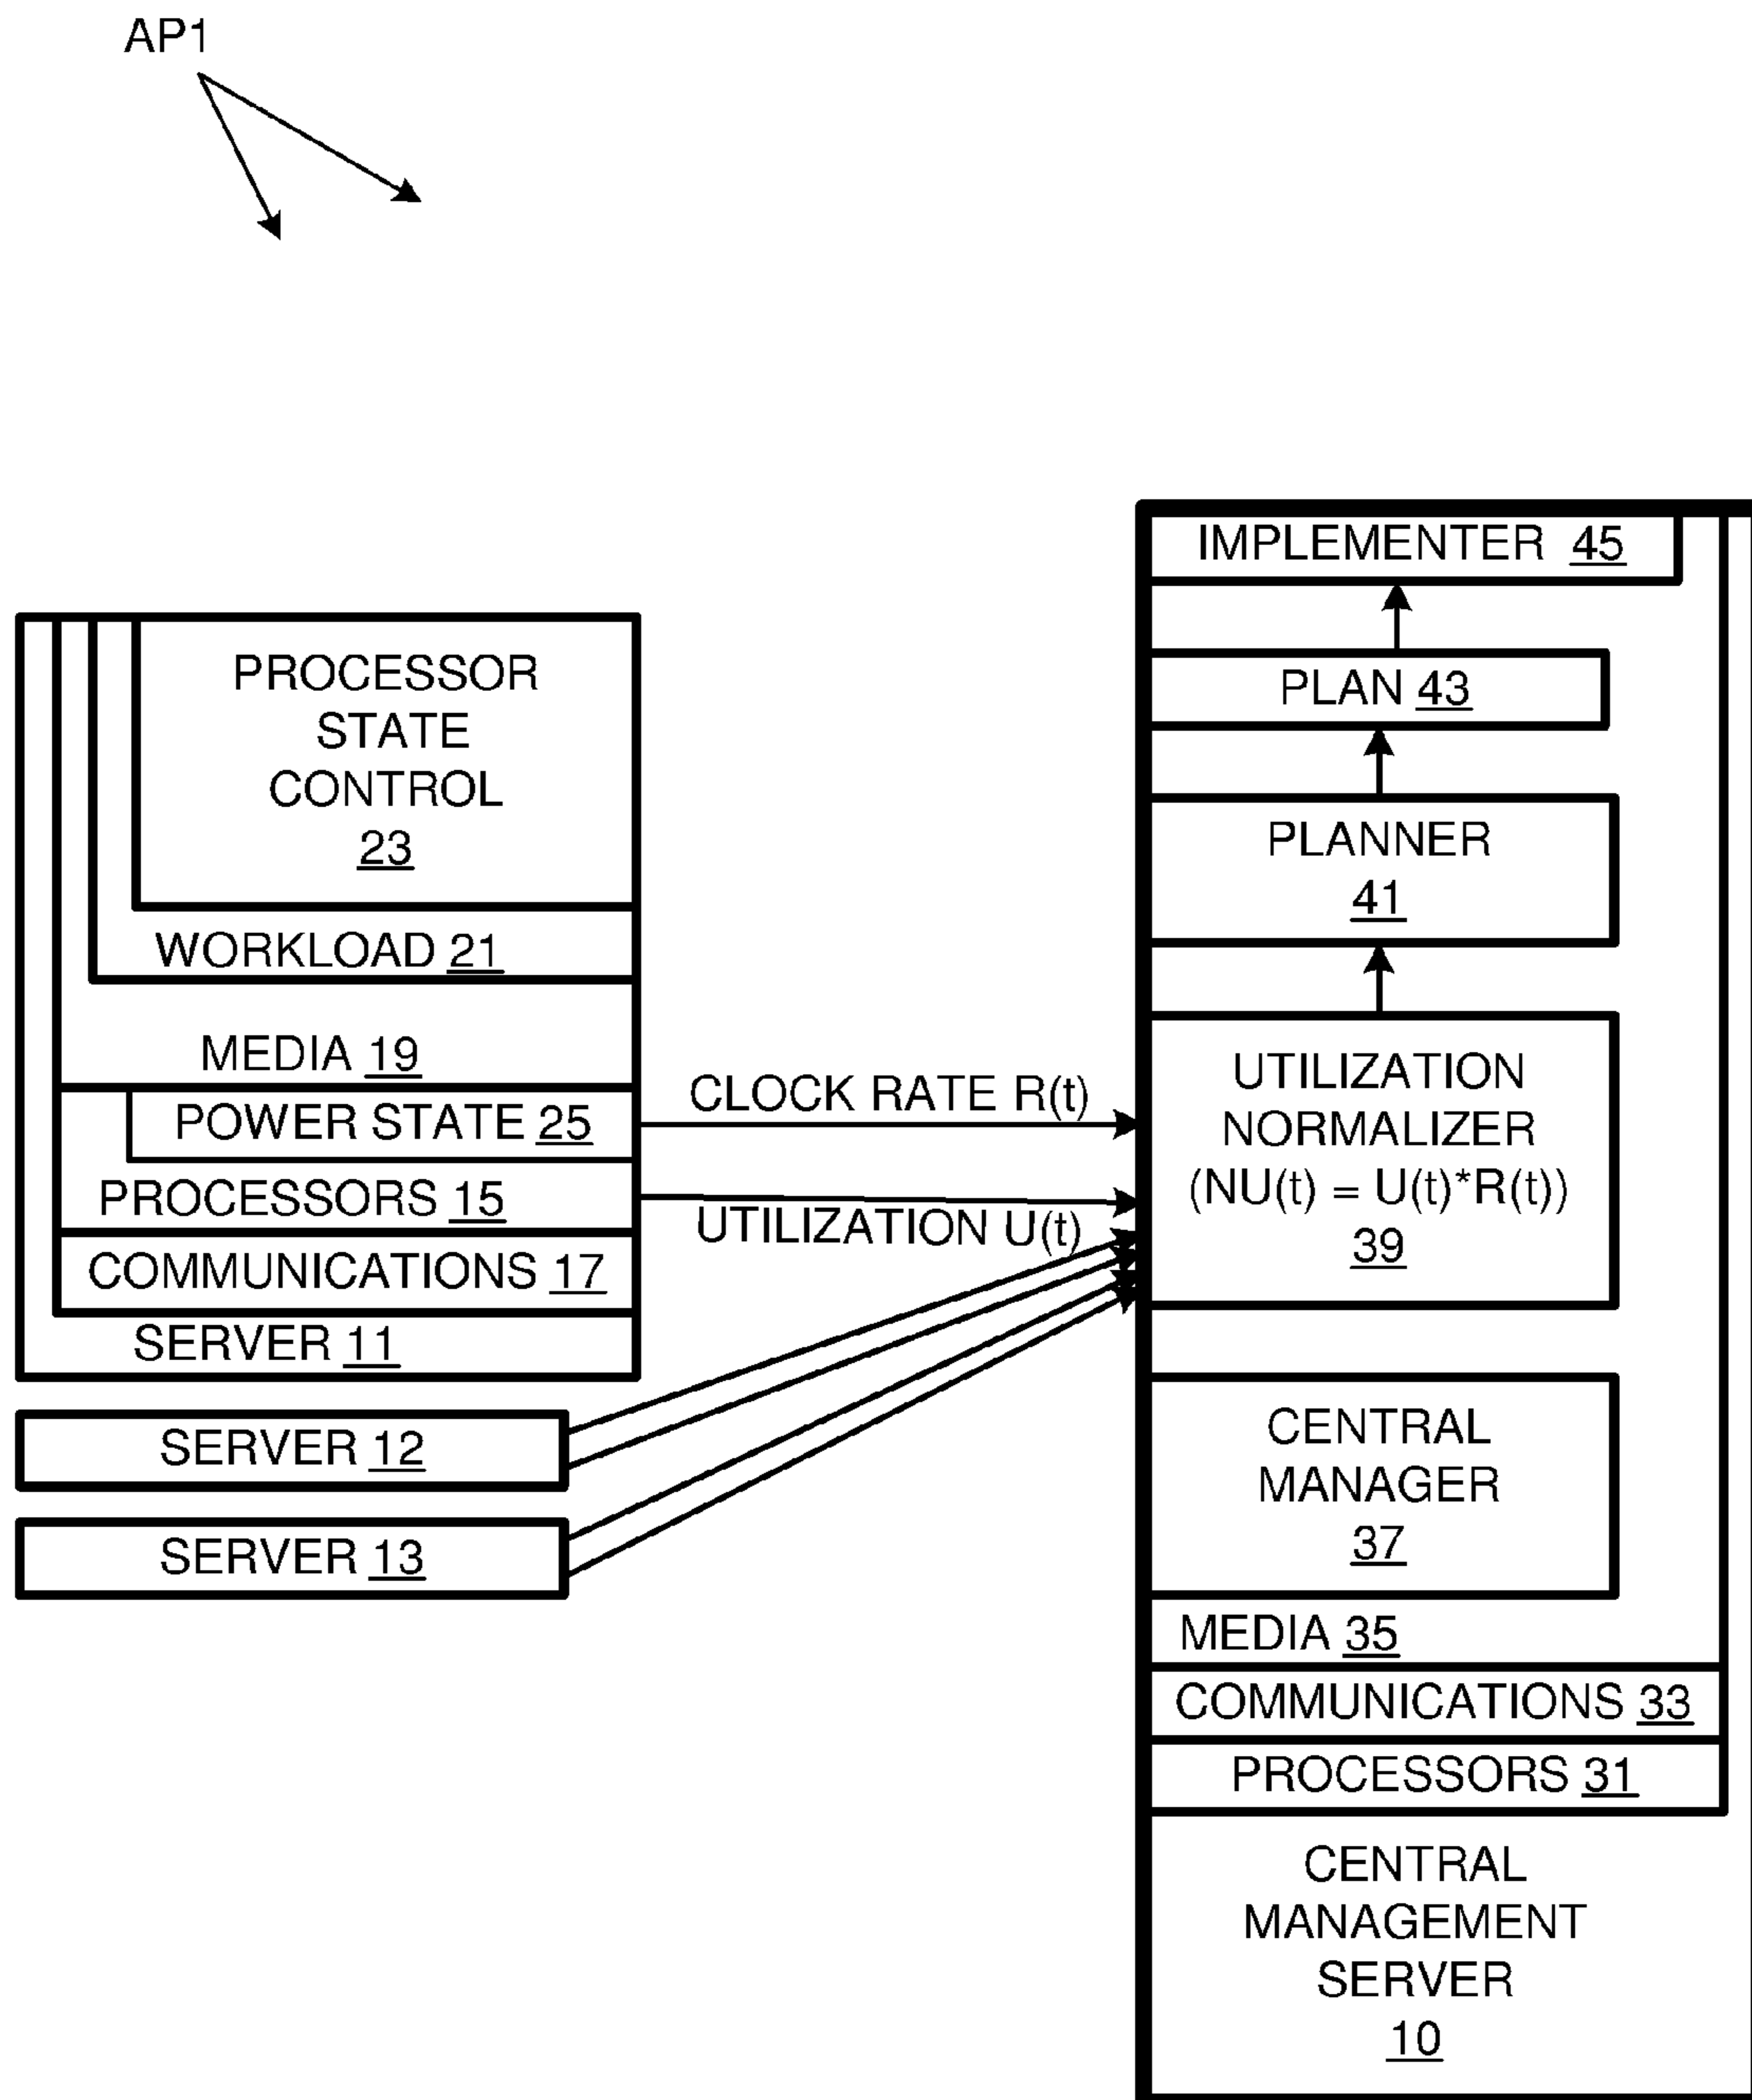 AP1
PROCESSOR
STATE
CONTROL
23
WORKLOAD 21
MEDIA 19
POWER STATE 25
PROCESSORS 15
COMMUNICATIONS 17
SERVER 11
SERVER 12
SERVER 13
CLOCK RATE R(t)
UTILIZATION U(t)
IMPLEMENTER 45
PLAN 43
PLANNER
41
UTILIZATION
NORMALIZER
(NU(t) = U(t)*R(t))
39
CENTRAL
MANAGER
37
MEDIA 35
COMMUNICATIONS 33
PROCESSORS 31
CENTRAL
MANAGEMENT
SERVER
10